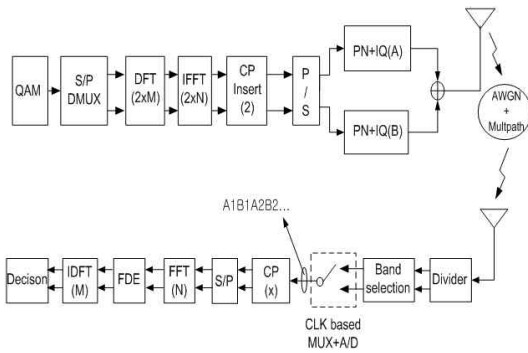 QAM
S/P
DMUX
DFT
(2xM)
IFFT
(2xN)
CP
Insert
(2)
P
/
S
PN+IQ(A)
PN+IQ(B)
AWGN
+
Multpath
A1B1A2B2...
Decison
IDFT
(M)
FDE
FFT
(N)
S/P
CP
(x)
CLK based
MUX+A/D
Band
selection
Divider